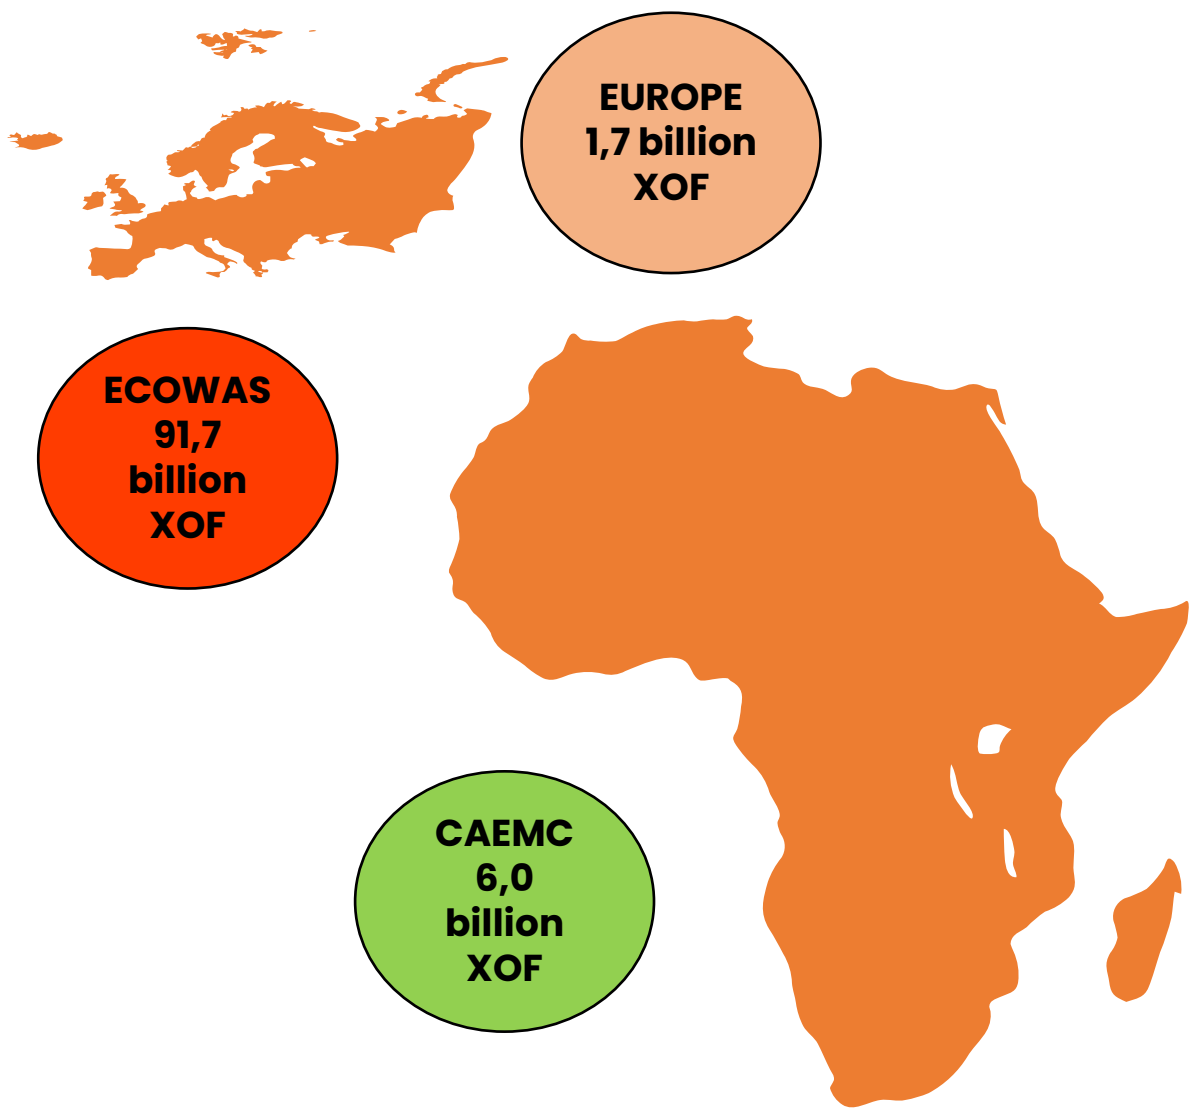 EUROPE
1,7 billion
XOF
ECOWAS
91,7
billion
XOF
CAEMC
6,0
billion
XOF